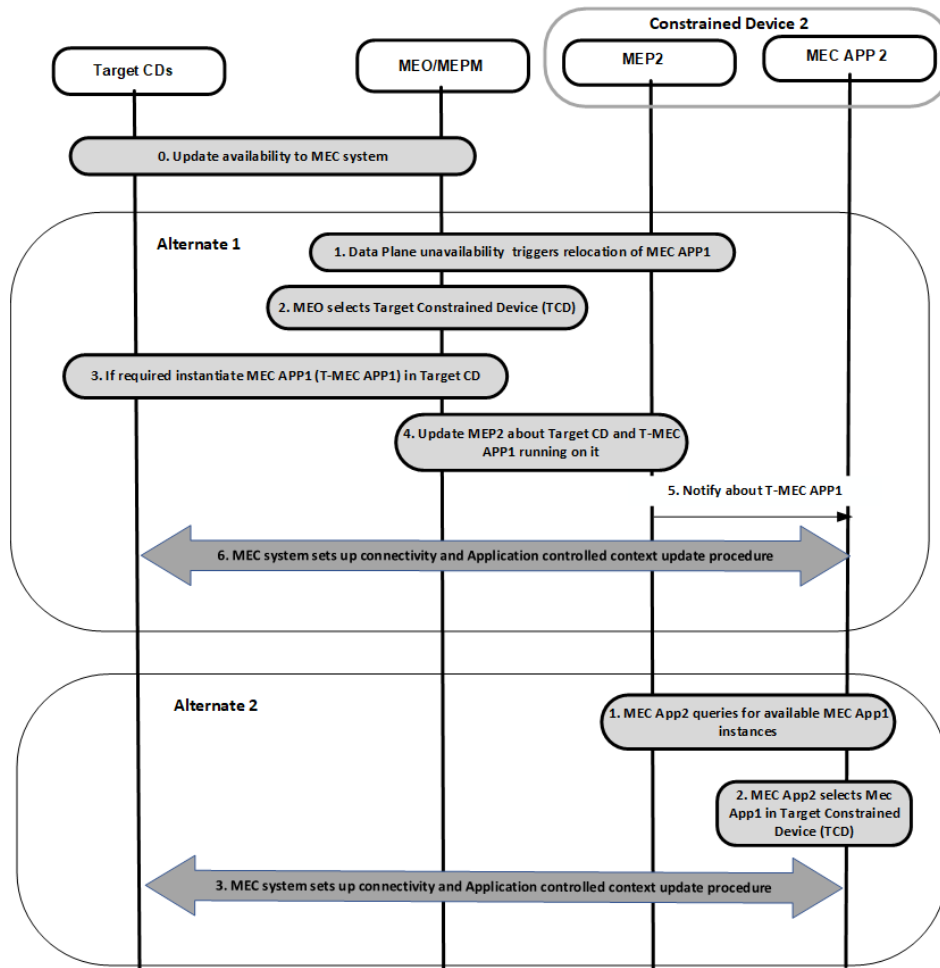 Constrained Device 2
Target CDs
MEO/MEPM
MEP2
MEC APP 2
0. Update availability to MEC system
Alternate 1
1. Data Plane unavailability triggers relocation of MEC APP1
2. MEO selects Target Constrained Device (TCD)
3. If required instantiate MEC APP1 (T-MEC APP1) in Target CD
4. Update MEP2 about Target CD and T-MEC
APP1 running on it
5. Notify about T-MEC APP1
6. MEC system sets up connectivity and Application controlled context update procedure
Alternate 2
1. MEC App2 queries for available MEC App1
instances
2. MEC App2 selects Mec
App1 in Target Constrained
Device (TCD)
3. MEC system sets up connectivity and Application controlled context update procedure